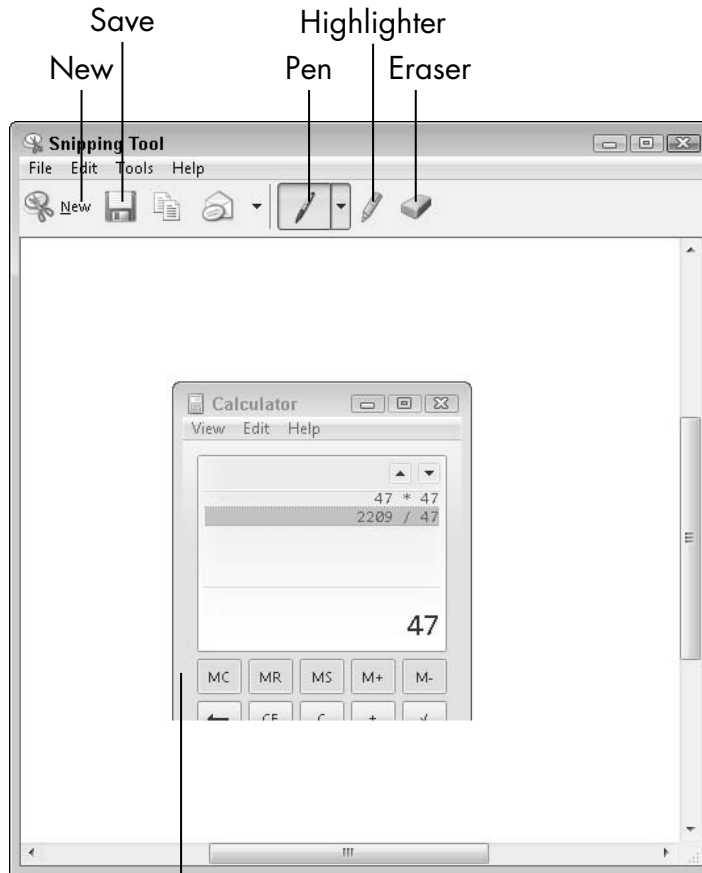 Save Highlighter
New Pen Eraser
Snipping Tool
File Edit Tools Help
New
Calculator
View Edit Help
47 * 47
2209 / 47
47
MC MR MS M+ M-